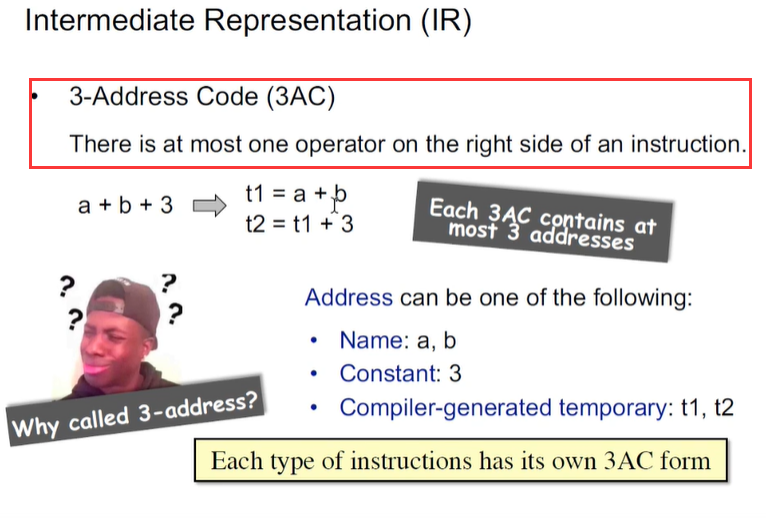 Intermediate Representation (IR)
• 3-Address Code (3AC)
There is at most one operator on the right side of an instruction.
a + b + 3
t1 = a + b
t2 = t1 + 3
Each 3AC contains at
most 3 addresses
? ?
? ?
Why called 3-address?
Address can be one of the following:
• Name: a, b
• Constant: 3
• Compiler-generated temporary: t1, t2
Each type of instructions has its own 3AC form